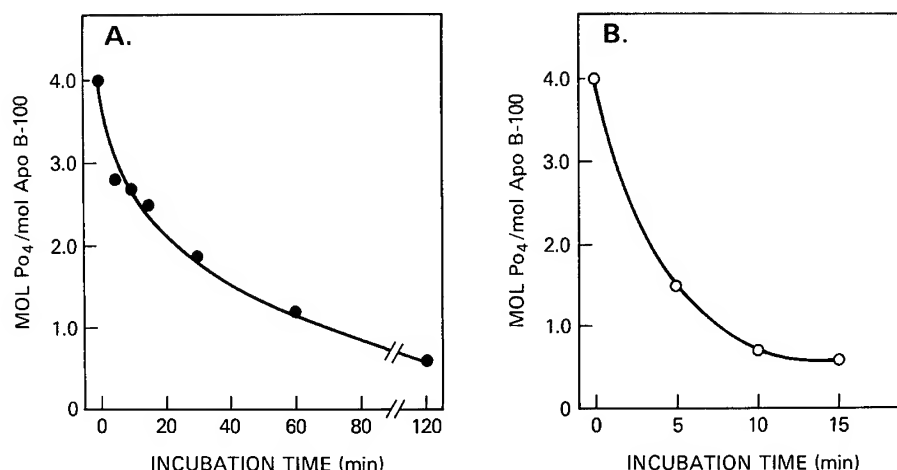 A.
MOL Po4/mol Apo B-100
4.0
3.0
2.0
1.0
0
0 20 40 60 80 120
INCUBATION TIME (min)
B.
MOL Po4/mol Apo B-100
4.0
3.0
2.0
1.0
0
0 5 10 15
INCUBATION TIME (min)